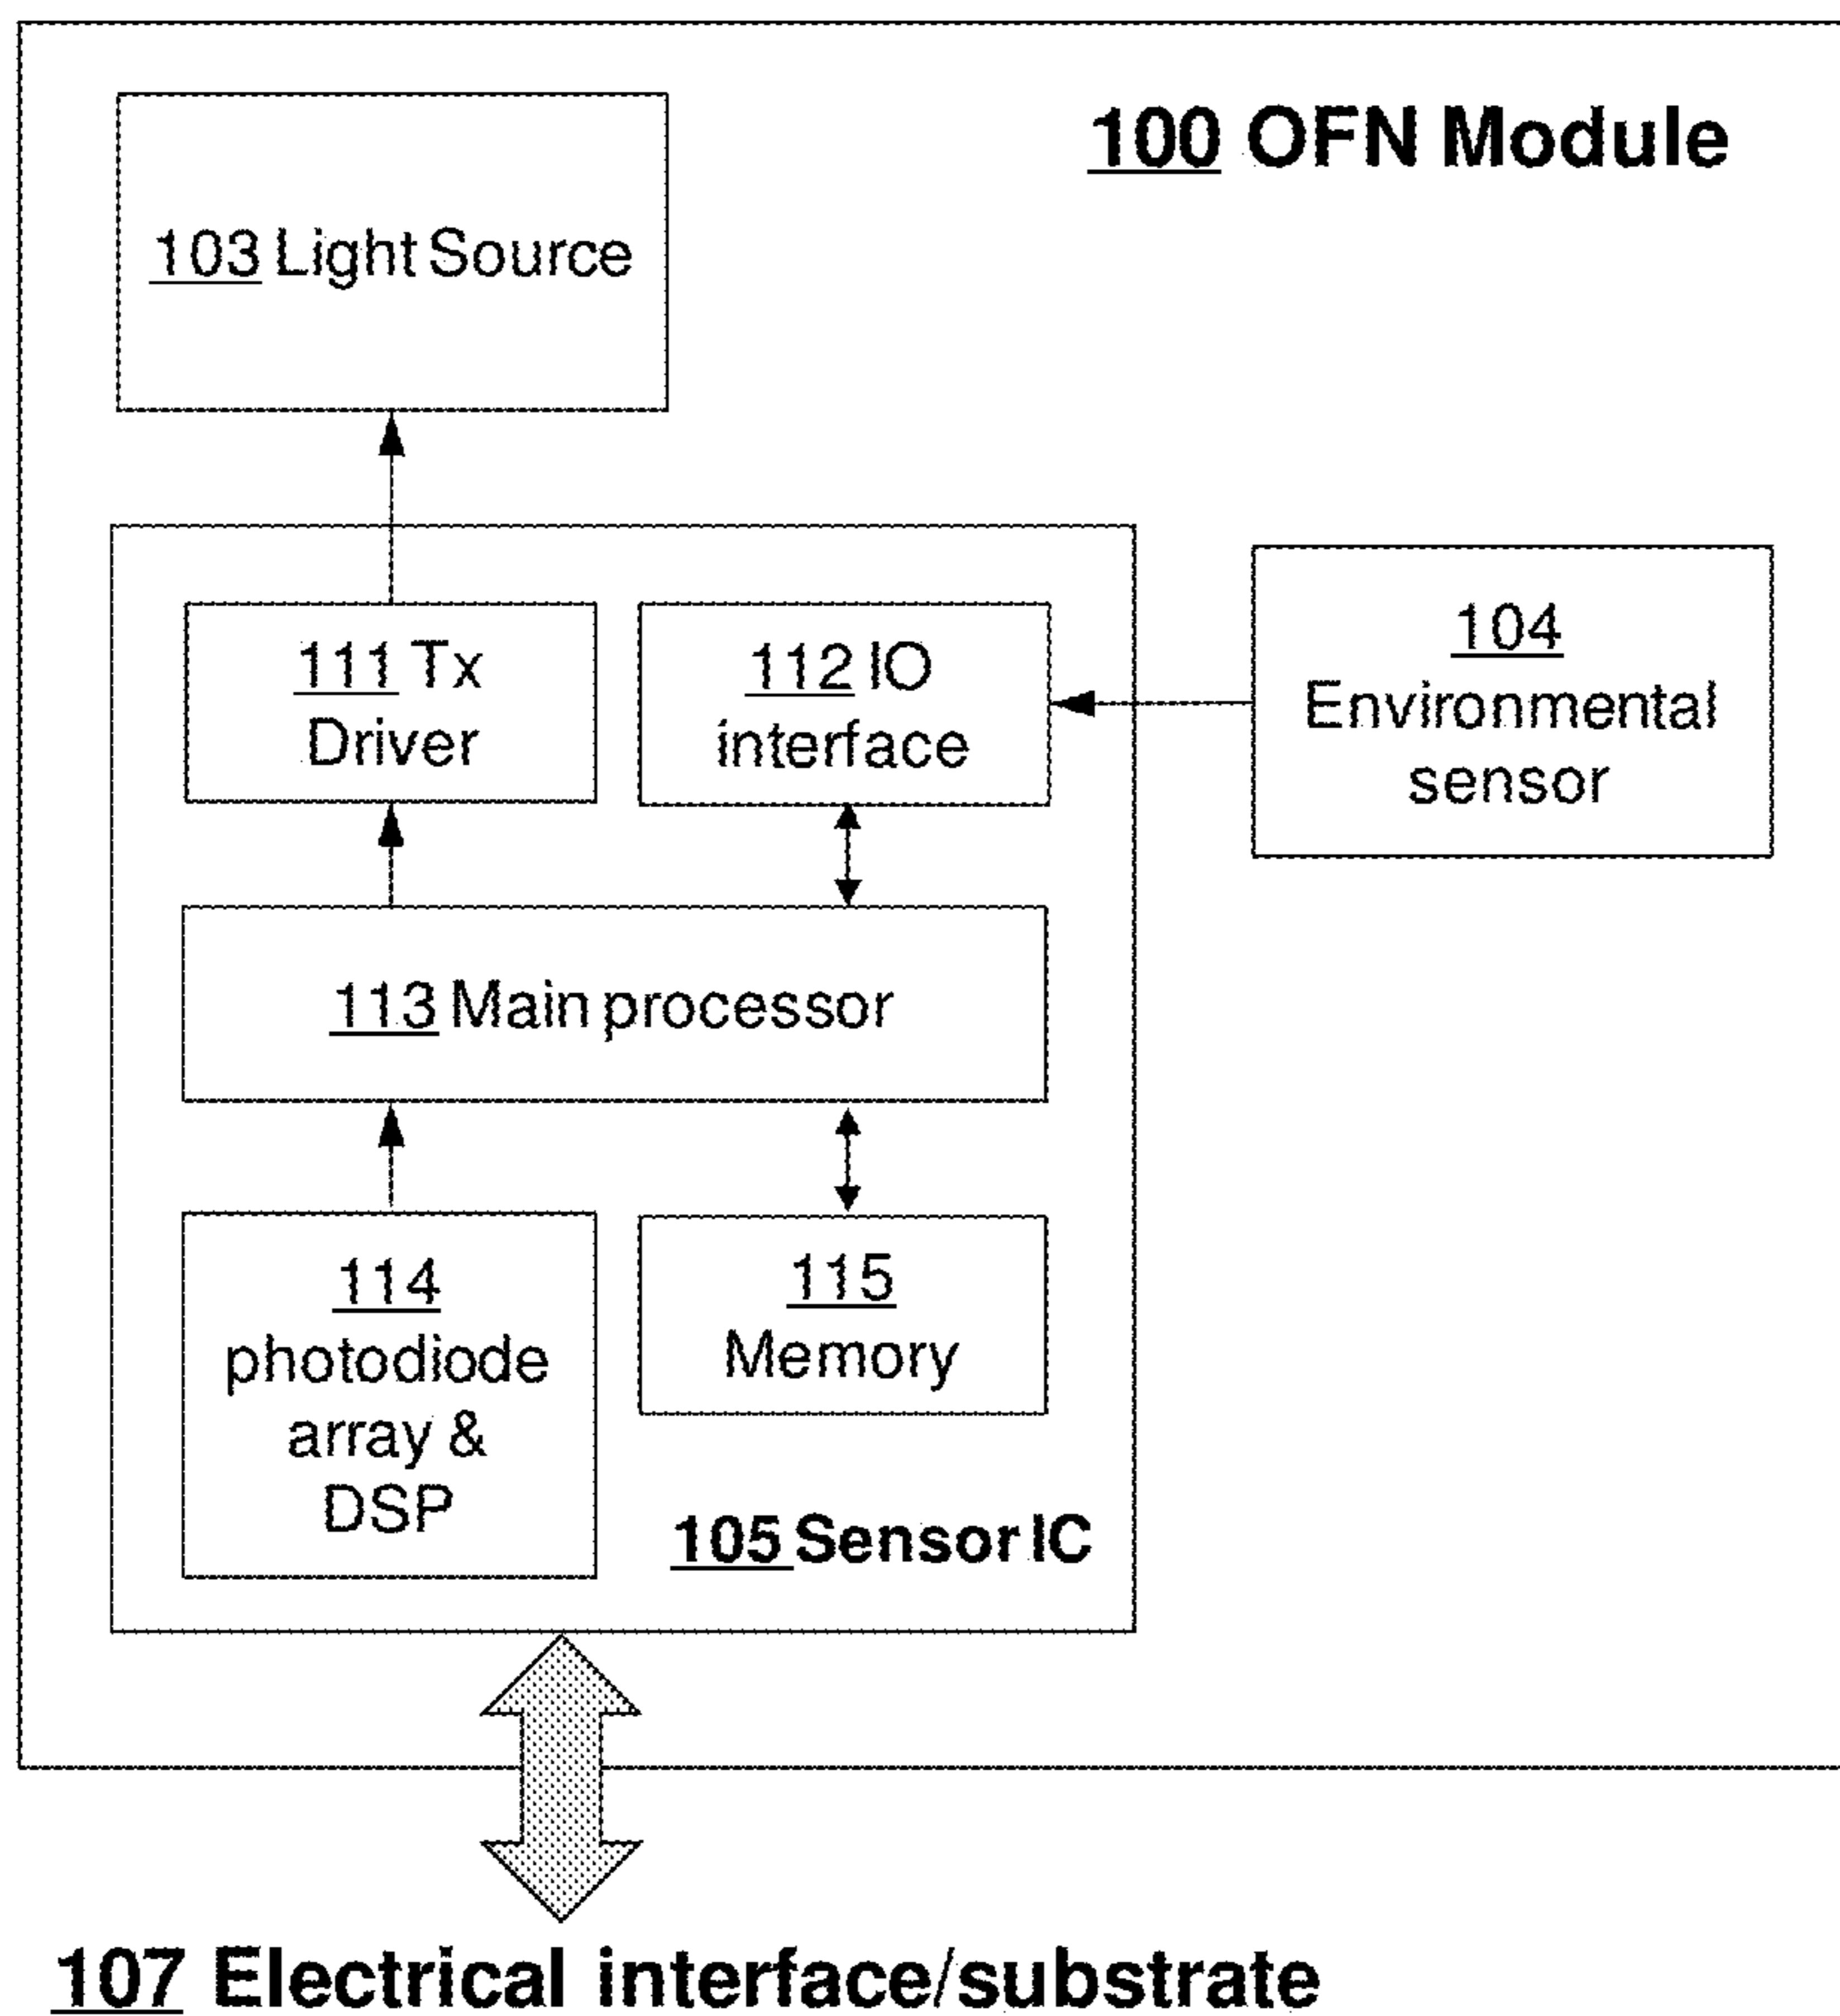 100 OFN Module
103 Light Source
111 Tx
Driver
112 IO
interface
104
Environmental
sensor
113 Main processor
114
photodiode
array &
DSP
115
Memory
105 Sensor IC
107 Electrical interface/substrate